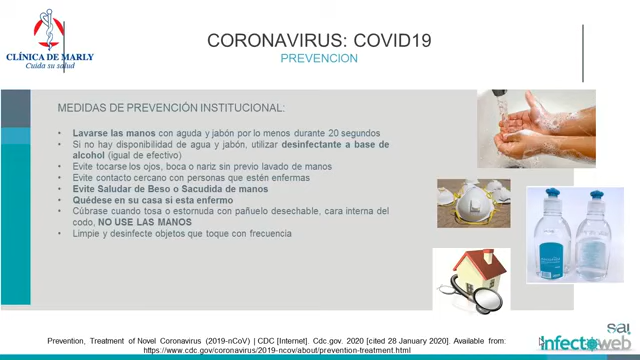 CLÍNICA DE MARLY
Cuida su salud
CORONAVIRUS: COVID19
PREVENCION
MEDIDAS DE PREVENCIÓN INSTITUCIONAL:
• Lavarse las manos con aguda y jabón por lo menos durante 20 segundos
• Si no hay disponibilidad de agua y jabón, utilizar desinfectante a base de
alcohol (igual de efectivo)
• Evite tocarse los ojos, boca o nariz sin previo lavado de manos
• Evite contacto cercano con personas que estén enfermas
• Evite Saludar de Beso o Sacudida de manos
• Quédese en su casa si esta enfermo
• Cúbrase cuando tosa o estornuda con pañuelo desechable, cara interna del
codo, NO USE LAS MANOS
• Limpie y desinfecte objetos que toque con frecuencia
Prevention, Treatment of Novel Coronavirus (2019-nCoV) | CDC [Internet]. Cdc.gov. 2020 [cited 28 January 2020]. Available from:
https://www.cdc.gov/coronavirus/2019-ncov/about/prevention-treatment.html
infectoweb